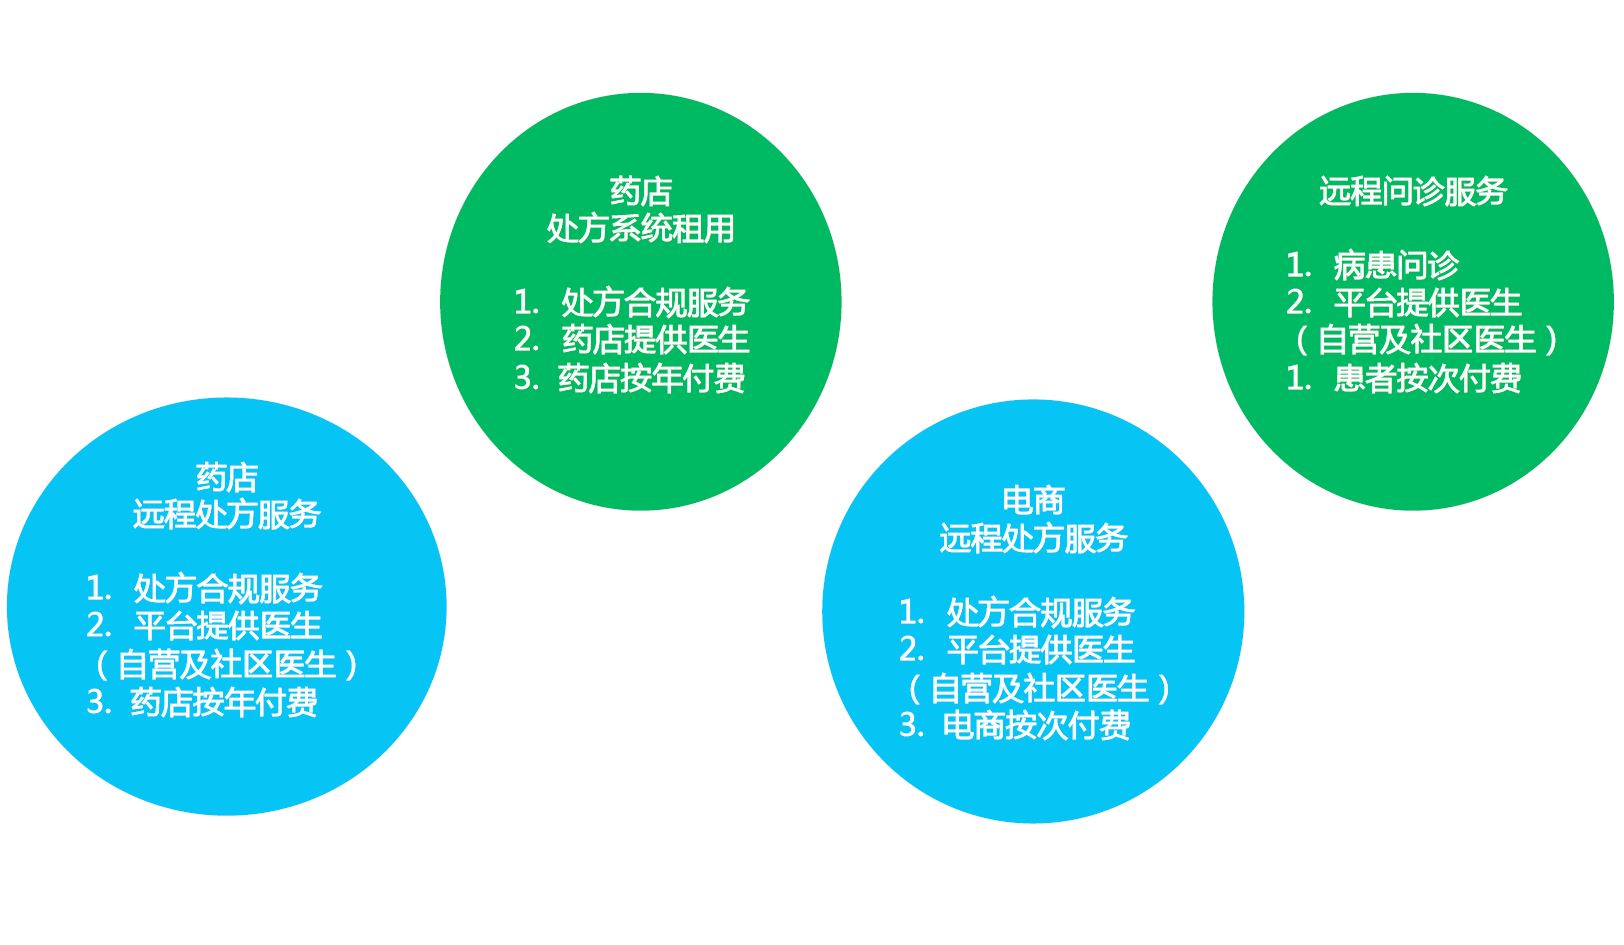 药店
远程处方服务
1. 处方合规服务
2. 平台提供医生
（自营及社区医生）
3. 药店按年付费
药店
处方系统租用
1. 处方合规服务
2. 药店提供医生
3. 药店按年付费
电商
远程处方服务
1. 处方合规服务
2. 平台提供医生
（自营及社区医生）
3. 电商按次付费
远程问诊服务
1. 病患问诊
2. 平台提供医生
（自营及社区医生）
1. 患者按次付费